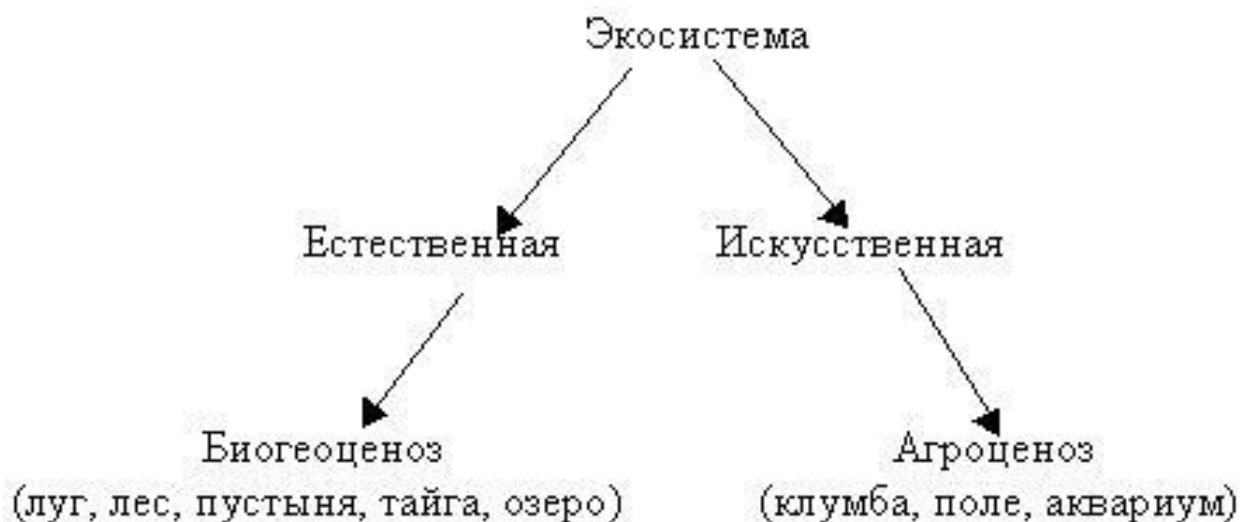 Экосистема
Естественная
Искусственная
Биогеоценоз
(луг, лес, пустыня, тайга, озеро)
Агроценоз
(клумба, поле, аквариум)